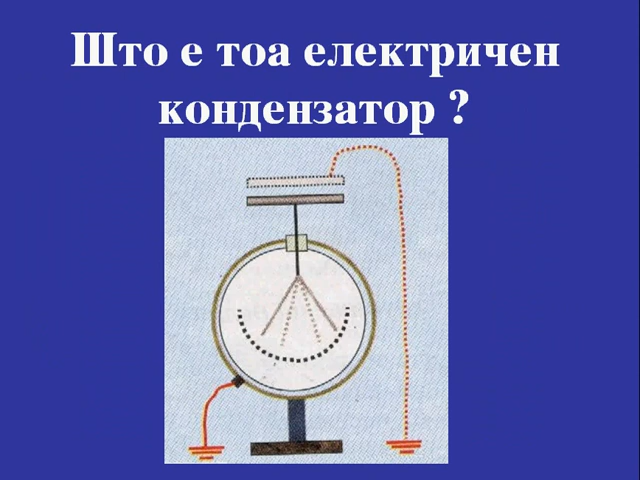 Што е тоа електричен
кондензатор ?